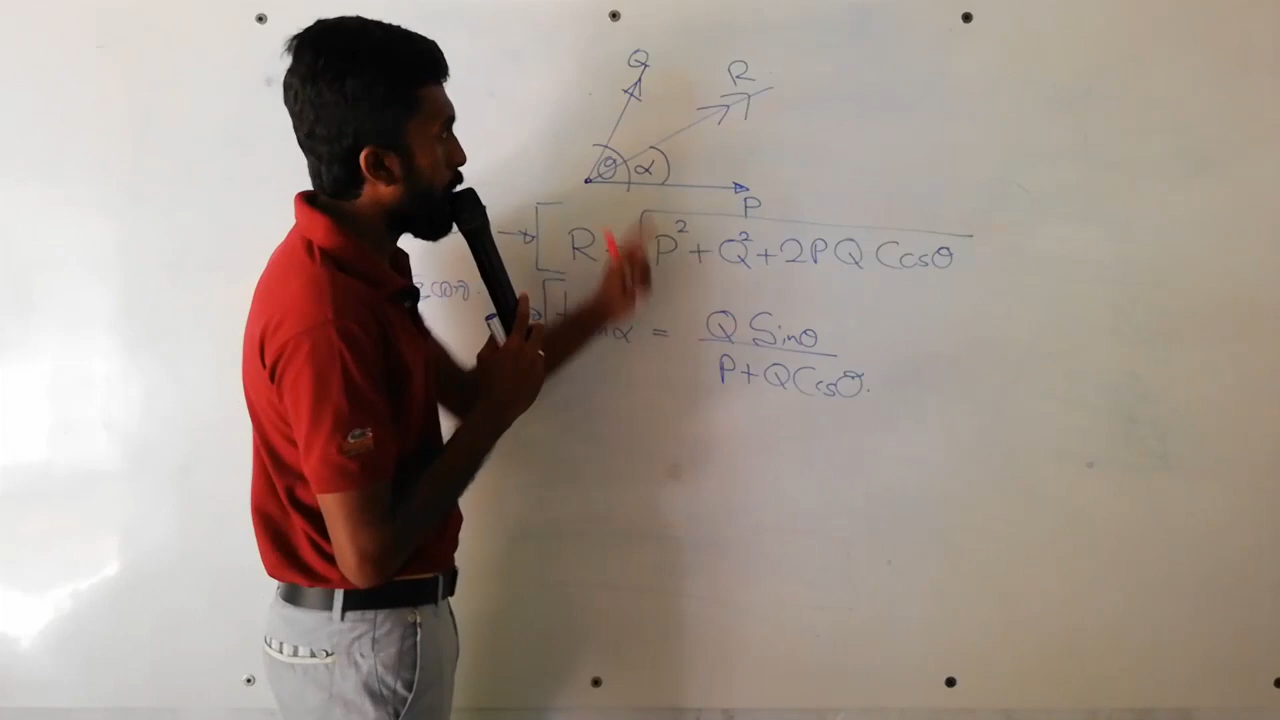 Q
R
θ α
P
R = √P² + Q² + 2PQ Cosθ
α = Q Sinθ
P + Q Cosθ.